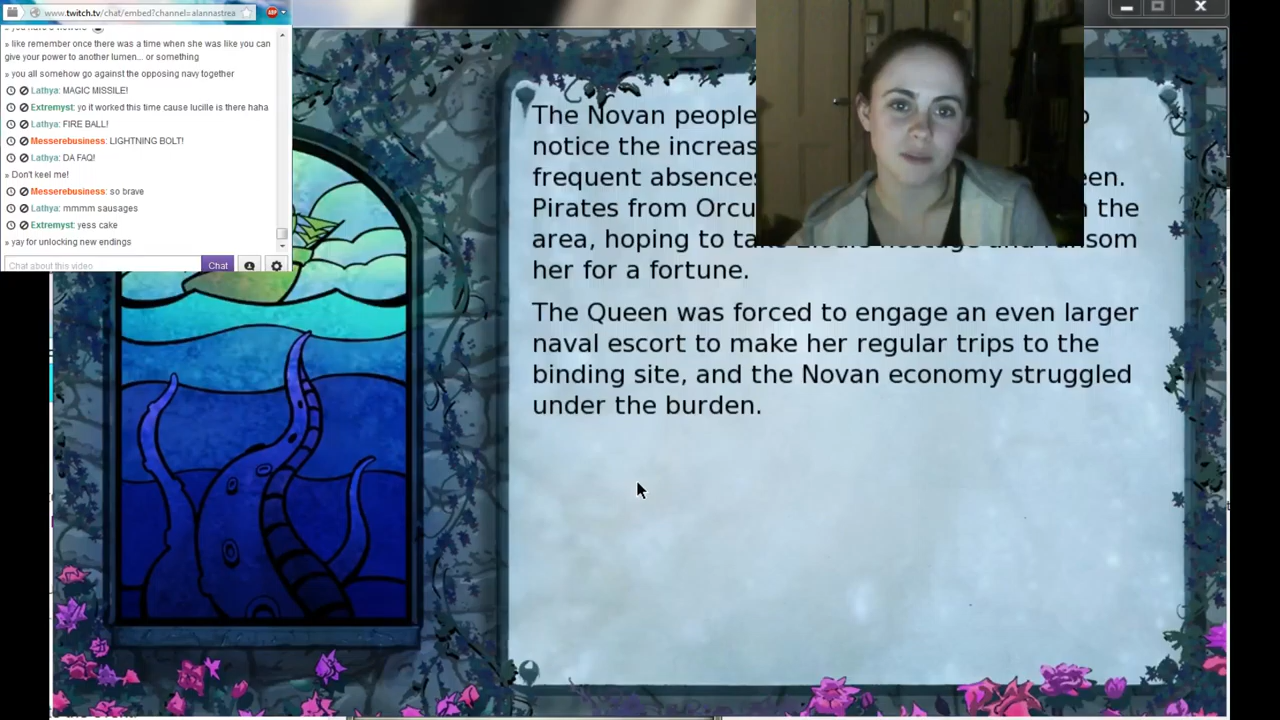 www.twitch.tv/chat/embed?channel=alannastrea
» like remember once there was a time when she was like you can
give your power to another lumen... or something
» you all somehow go against the opposing navy together
Lathya: MAGIC MISSILE!
Extremyst: yo it worked this time cause lucille is there haha
Lathya: FIRE BALL!
Messerebusiness: LIGHTNING BOLT!
Lathya: DA FAQ!
» Don't keel me!
Messerebusiness: so brave
Lathya: mmmm sausages
Extremyst: yess cake
» yay for unlocking new endings
Chat about this video
Chat
The Novan people
notice the
frequent
Pirates from the
area, hoping to and
her for a fortune.
The Queen was forced to engage an even larger
naval escort to make her regular trips to the
binding site, and the Novan economy struggled
under the burden.